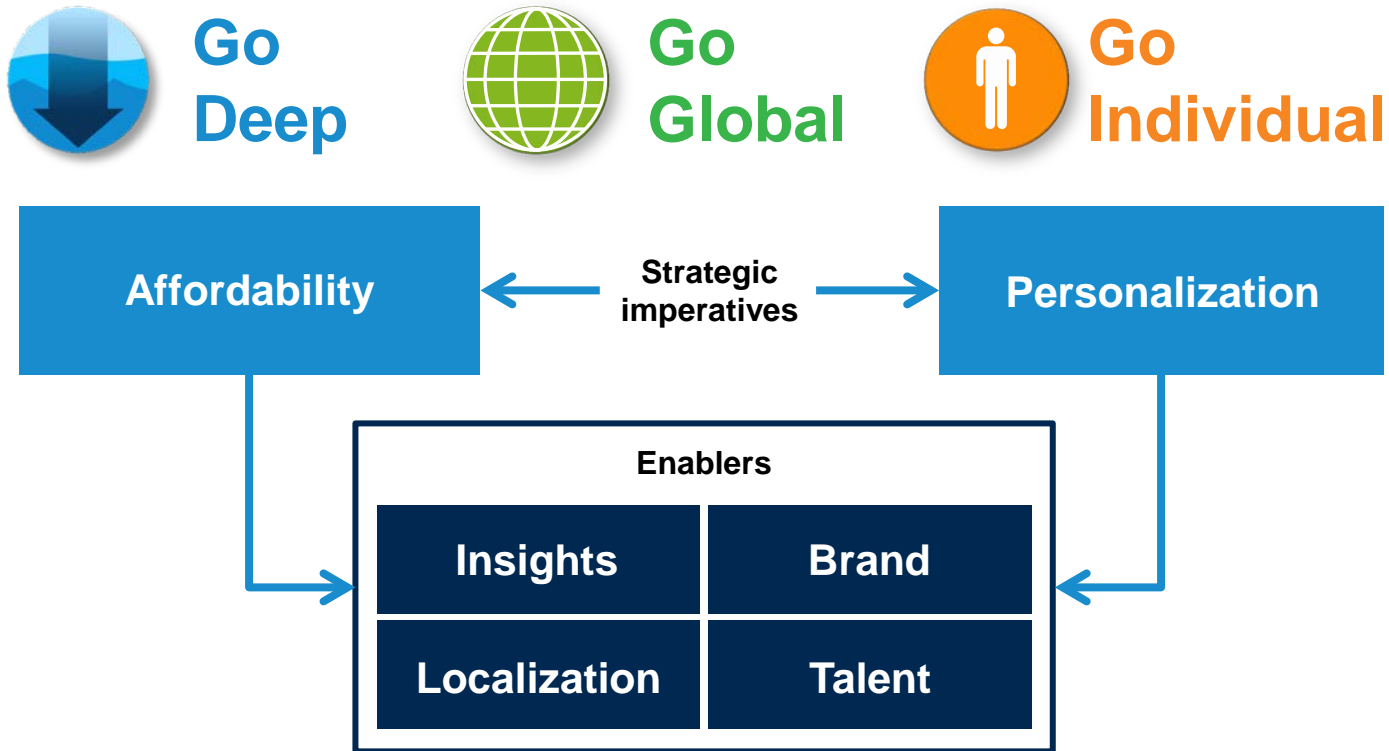 Go
Deep
Go
Global
Go
Individual
Affordability
Strategic
imperatives
Personalization
Enablers
Insights
Brand
Localization
Talent